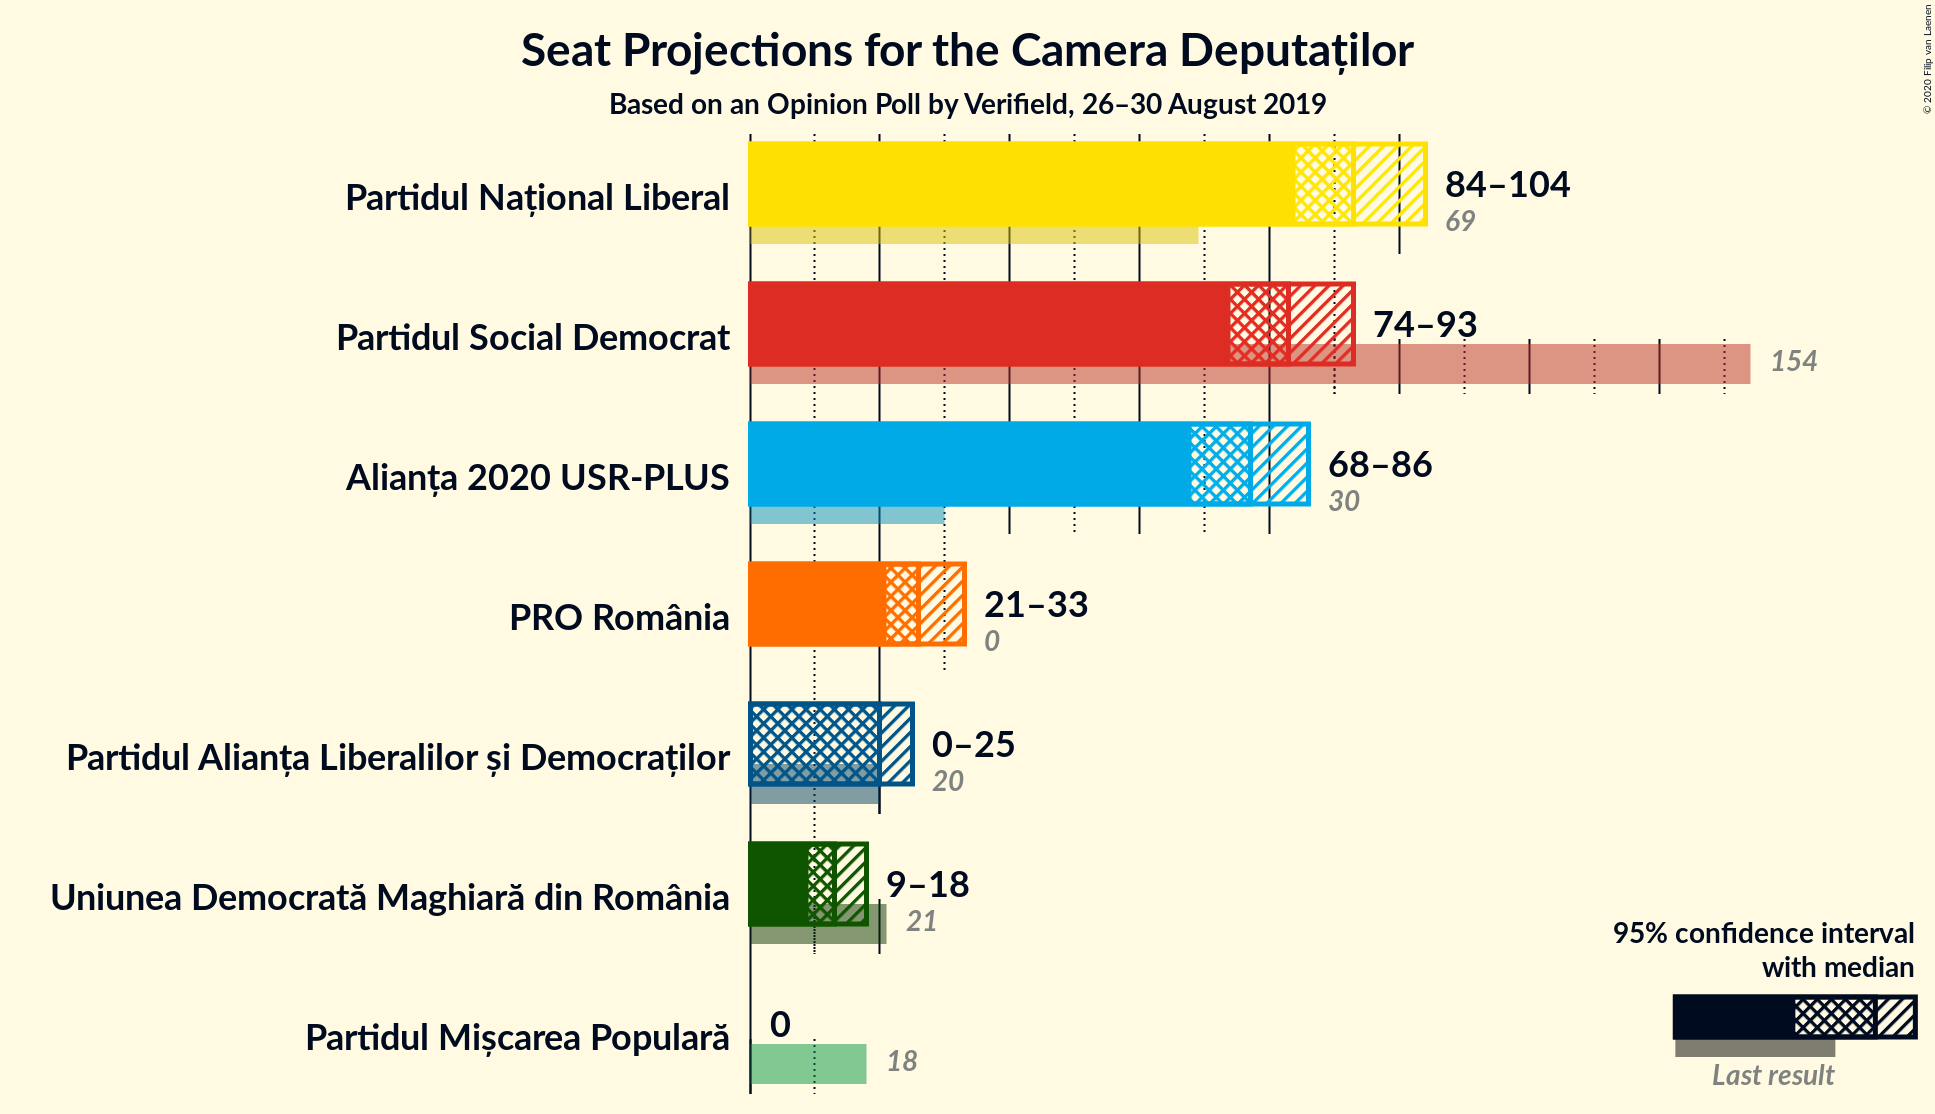 Seat Projections for the Camera Deputaților
Based on an Opinion Poll by Verifield, 26–30 August 2019
© 2020 Filip van Laenen
Partidul Național Liberal
84–104
69
Partidul Social Democrat
74–93
154
Alianța 2020 USR-PLUS
68–86
30
PRO România
21–33
0
Partidul Alianța Liberalilor și Democraților
0–25
20
Uniunea Democrată Maghiară din România
9–18
21
Partidul Mișcarea Populară
0
18
95% confidence interval
with median
Last result